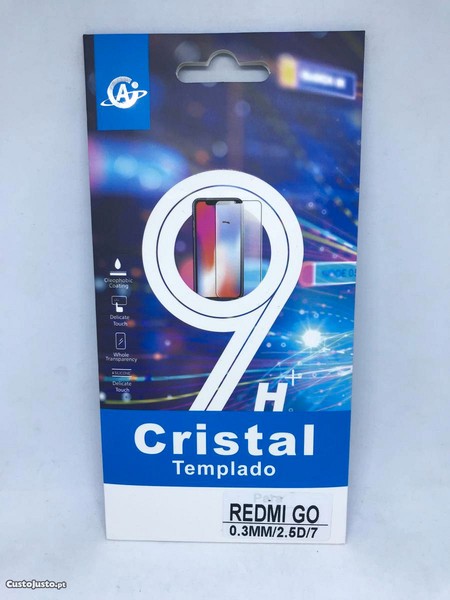 A
Oleophobic
Coating
Delicate
Touch
Whole
Transparency
Delicate
Touch
9
H+
Cristal
Templado
REDMI GO
0.3MM/2.5D/7
CustoJusto.pt